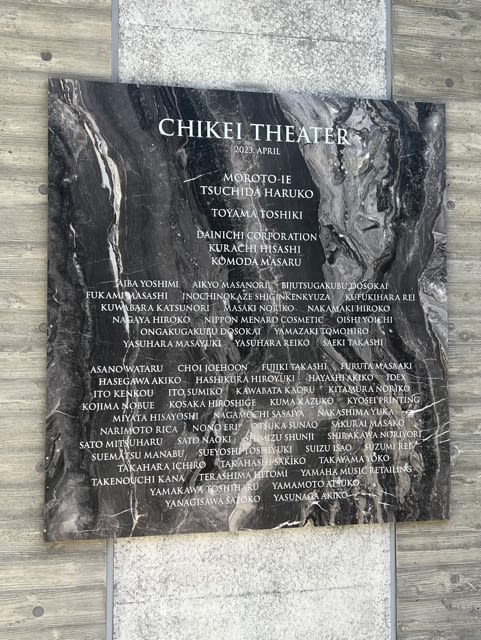 CHIKEI THEATER
2023. APRIL
MOROTO-IE
TSUCHIDA HARUKO
TOYAMA TOSHIKI
DAINICHI CORPORATION
KURACHI HISASHI
KOMODA MASARU
AIBA YOSHIMI AIKYO MASANORI BIJUTSUGAKUBU DOSOKAI
FUKAMI MASASHI INOCHINOKAZE SHIGINKENKYUZA KUFUKIHARA REI
KUWABARA KATSUNORI MASAKI NORIKO NAKAMAKI HIROKO
NAGAYA HIROKO NIPPON MENARD COSMETIC OISHI YOICHI
ONGAKUGAKUBU DOSOKAI YAMAZAKI TOMOHIRO
YASUHARA MASAYUKI YASUHARA REIKO SAEKI TAKASHI
ASANO WATARU CHOI JOEHOON FUJIKI TAKASHI FURUTA MASAAKI
HASEGAWA AKIKO HASHIKURA HIROYUKI HAYASHI AKIKO IDEX
ITO KENKOU ITO SUMIKO KAWABATA KAORU KITAMURA NORIKO
KOJIMA NOBUE KOSAKA HIROSHIGE KUMA KAZUKO KYOSEI PRINTING
MIYATA HISAYOSHI NAGAMOCHI SASAIYA NAKASHIMA YUKA
NARIMOTO RICA NONO ERI OTSUKA SUNAO SAKURAI MASAKO
SATO MITSUHARU SATO NAOKI SHIMIZU SHUNJI SHIRAKAWA NORIYORI
SUEMATSU MANABU SUEYOSHI TOSHIYUKI SUIZU ISAO SUZUMI REI
TAKAHARA ICHIRO TAKAHASHI SAKIKO TAKAYAMA YOKO
TAKENOUCHI KANA TERASHIMA HITOMI YAMAHA MUSIC RETAILING
YAMAKAWA TOSHIHARU YAMAMOTO ATSUKO
YANAGISAWA SATOKO YASUNAGA AKIKO